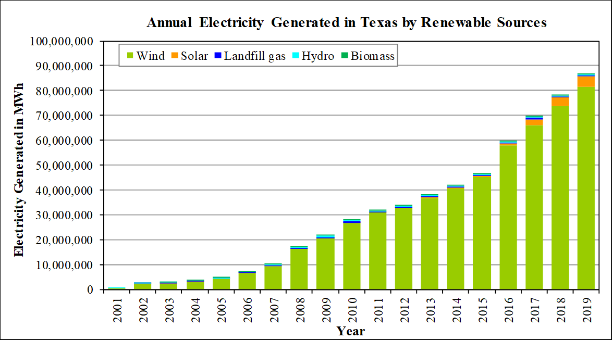 Annual Electricity Generated in Texas by Renewable Sources
100,000,000
90,000,000
80,000,000
70,000,000
60,000,000
50,000,000
40,000,000
30,000,000
20,000,000
10,000,000
0
Electricity Generated in MWh
Wind Solar Landfill gas Hydro Biomass
2001 2002 2003 2004 2005 2006 2007 2008 2009 2010 2011 2012 2013 2014 2015 2016 2017 2018 2019
Year